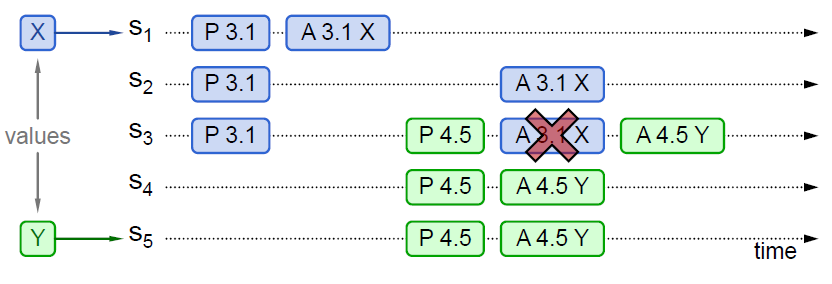 X s1 P 3.1 A 3.1 X
s2 P 3.1 A 3.1 X
values s3 P 3.1 P 4.5 A 3.1 X A 4.5 Y
s4 P 4.5 A 4.5 Y
Y s5 P 4.5 A 4.5 Y
time